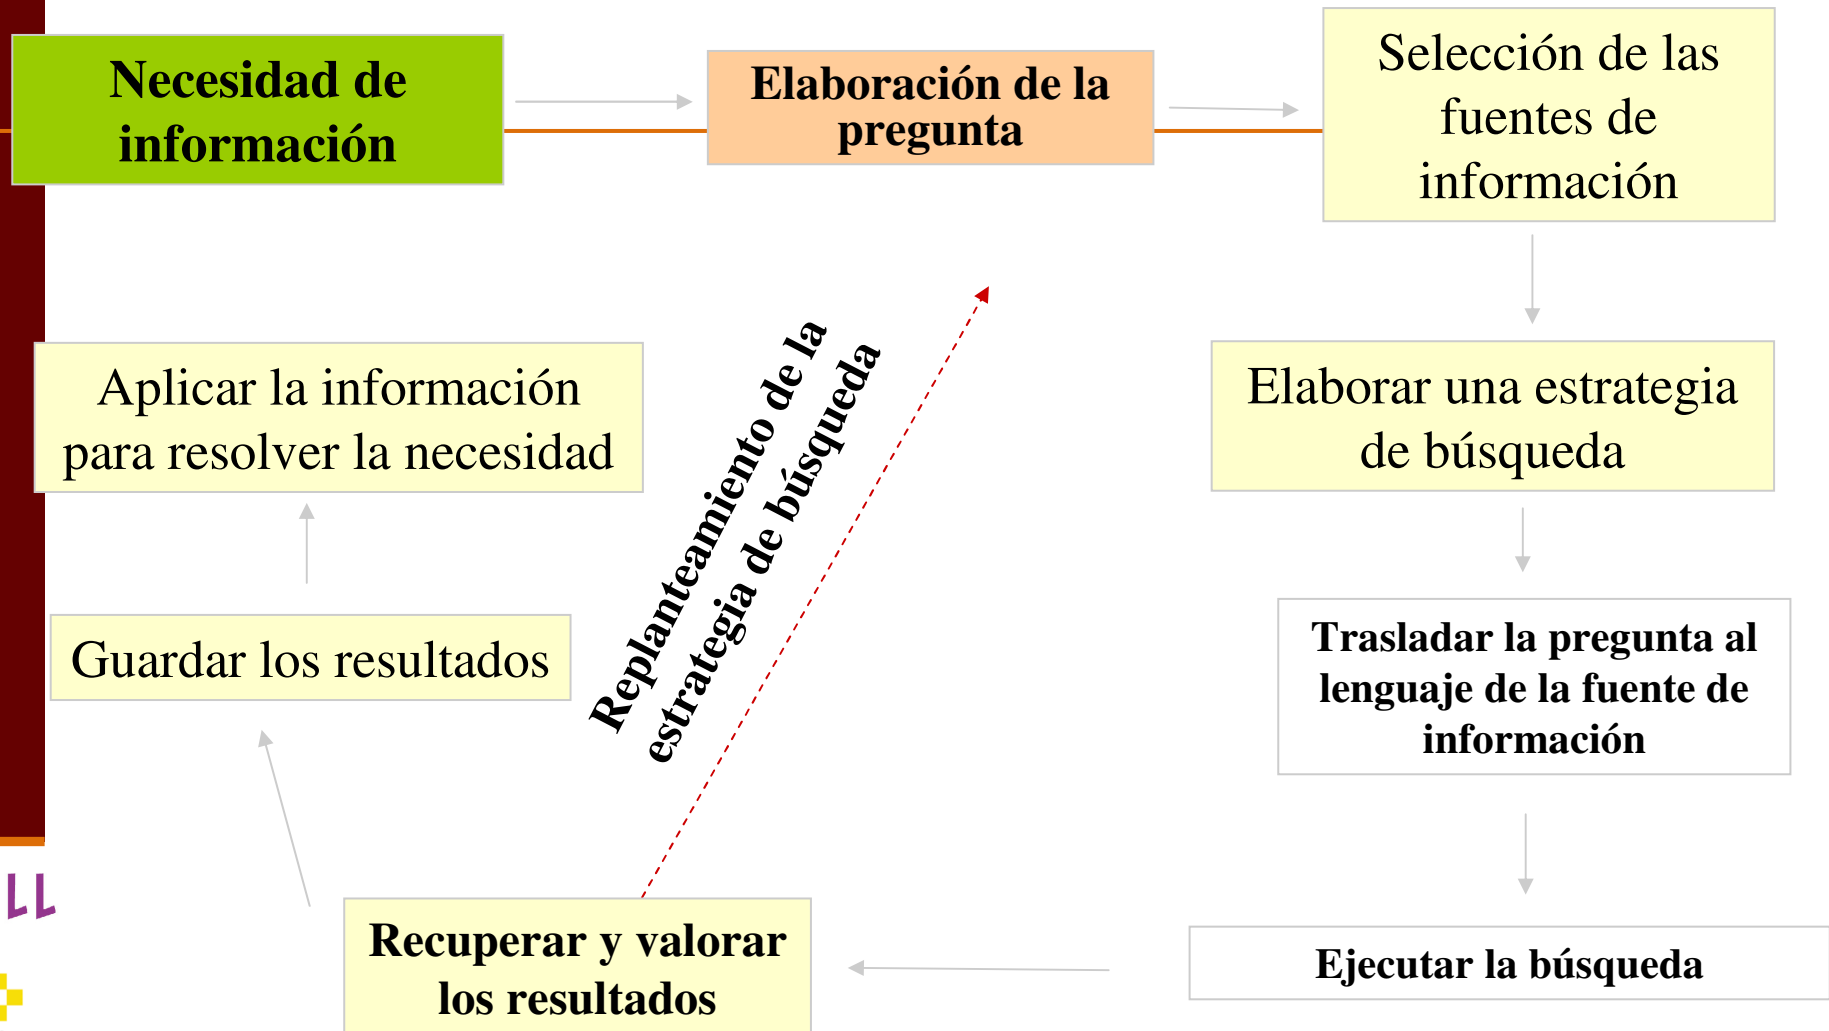 Necesidad de
información
Elaboración de la
pregunta
Selección de las
fuentes de
información
Elaborar una estrategia
de búsqueda
Trasladar la pregunta al
lenguaje de la fuente de
información
Ejecutar la búsqueda
Recuperar y valorar
los resultados
Replanteamiento de la
estrategia de búsqueda
Guardar los resultados
Aplicar la información
para resolver la necesidad